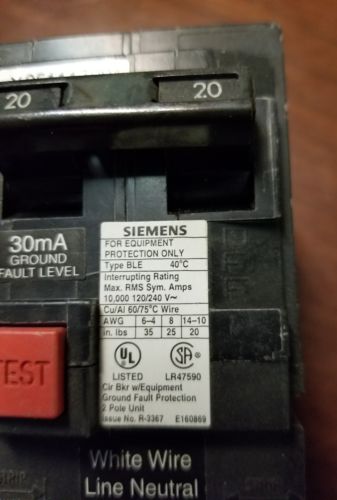 20
20
30mA
GROUND
FAULT LEVEL
SIEMENS
FOR EQUIPMENT
PROTECTION ONLY
Type BLE 40°C
Interrupting Rating
Max. RMS Sym. Amps
10,000 120/240 V~
Cu/Al 60/75°C Wire
AWG 6-4 8 14-10
in. lbs 35 25 20
TEST
UL
LISTED
SA
LR47590
Cir Bkr w/Equipment
Ground Fault Protection
2 Pole Unit
Issue No. R-3367 E160869
White Wire
Line Neutral